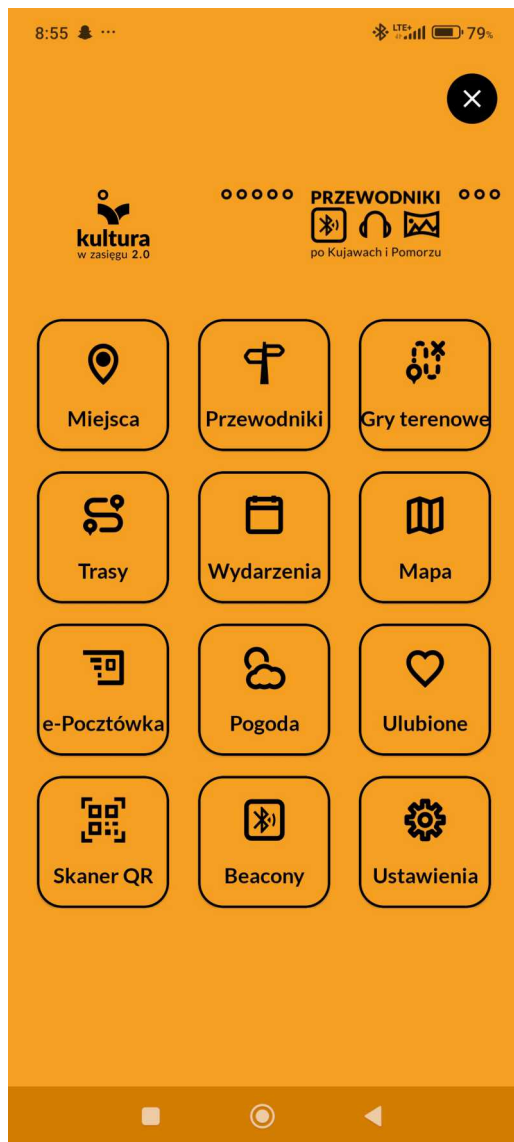 8:55
LTE+
79%
kultura
w zasięgu 2.0
PRZEWODNIKI
po Kujawach i Pomorzu
Miejsca
Przewodniki
Gry terenowe
Trasy
Wydarzenia
Mapa
e-Pocztówka
Pogoda
Ulubione
Skaner QR
Beacony
Ustawienia